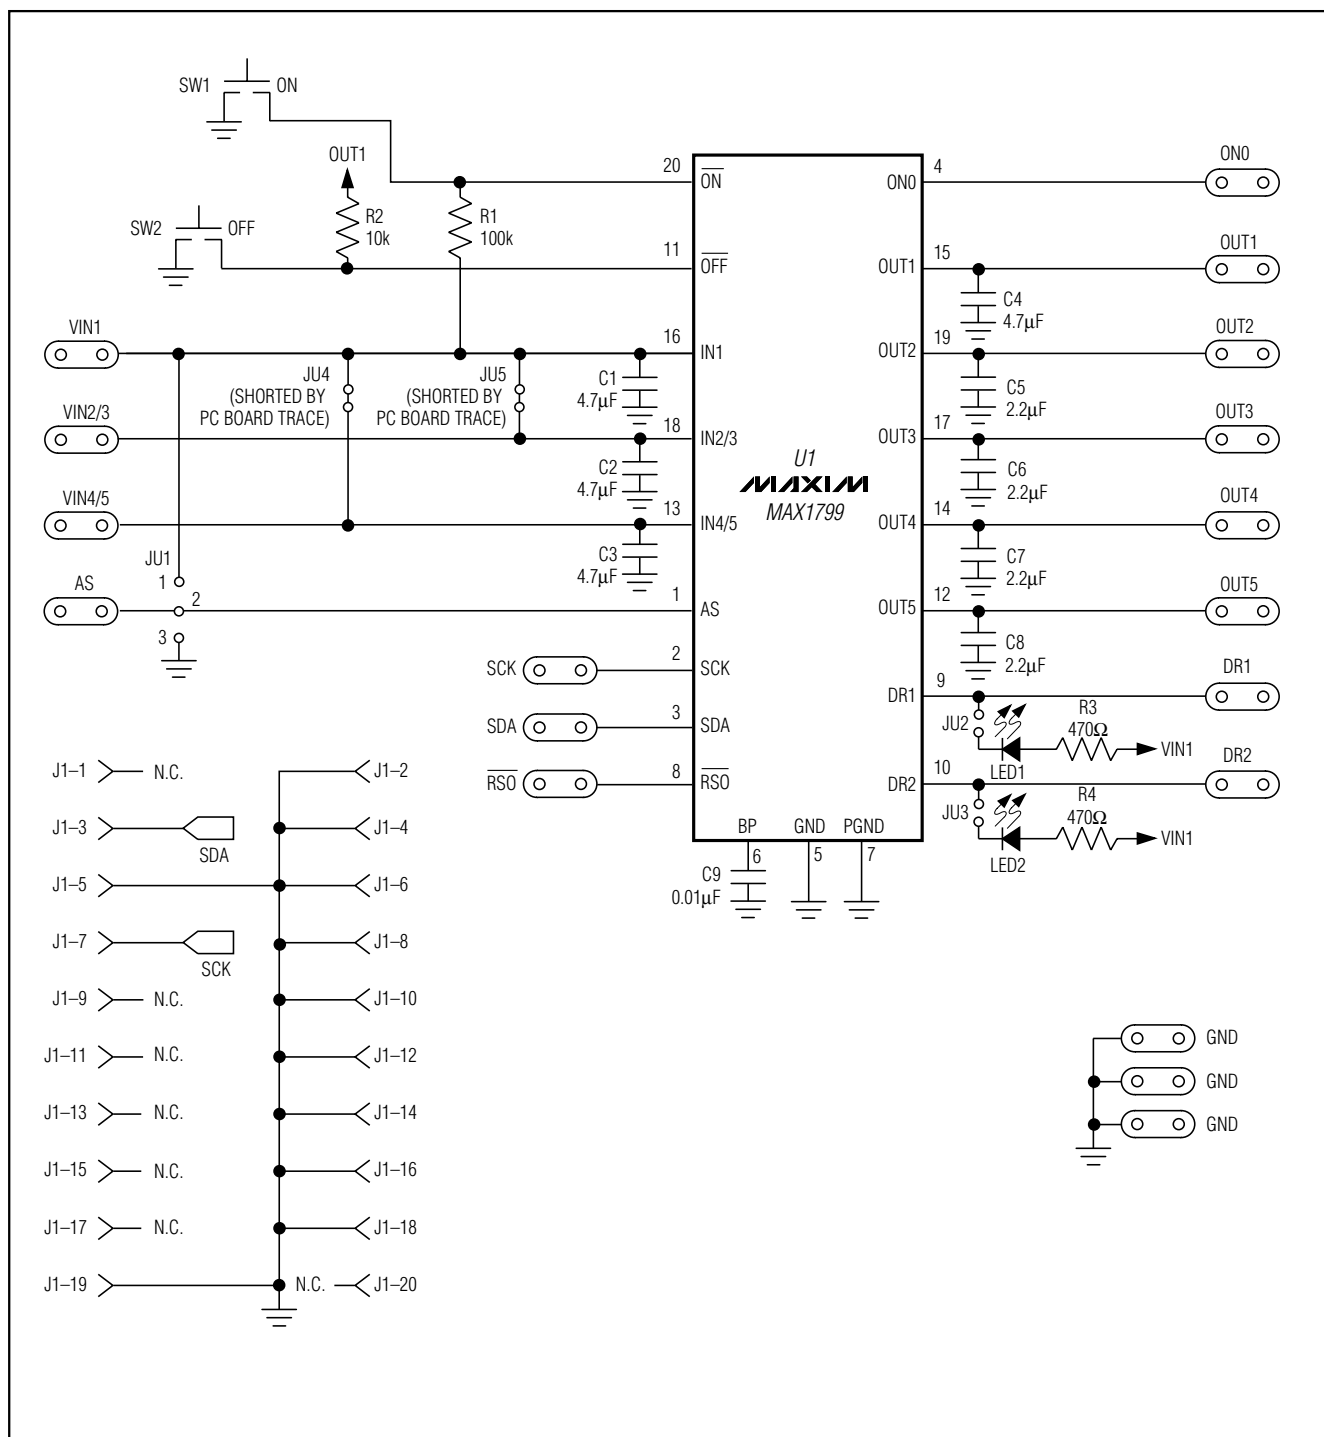 SW1
ON
OUT1
20
ON
ON0
4
ON0
SW2
OFF
R2
10k
R1
100k
11
OFF
OUT1
15
OUT1
C4
4.7µF
VIN1
16
IN1
OUT2
19
OUT2
JU4
(SHORTED BY
PC BOARD TRACE)
JU5
(SHORTED BY
PC BOARD TRACE)
C1
4.7µF
C5
2.2µF
VIN2/3
18
IN2/3
OUT3
17
OUT3
U1
MAXIM
MAX1799
C2
4.7µF
C6
2.2µF
VIN4/5
13
IN4/5
OUT4
14
OUT4
C3
4.7µF
C7
2.2µF
JU1
1
2
3
AS
1
AS
OUT5
12
OUT5
C8
2.2µF
SCK
2
SCK
DR1
9
DR1
JU2
LED1
R3
470Ω
VIN1
SDA
3
SDA
RSO
8
RSO
DR2
10
DR2
JU3
LED2
R4
470Ω
VIN1
BP
GND
PGND
6
5
7
C9
0.01µF
J1–1
N.C.
J1–2
J1–3
SDA
J1–4
J1–5
J1–6
J1–7
SCK
J1–8
J1–9
N.C.
J1–10
J1–11
N.C.
J1–12
J1–13
N.C.
J1–14
J1–15
N.C.
J1–16
J1–17
N.C.
J1–18
J1–19
N.C.
J1–20
GND
GND
GND